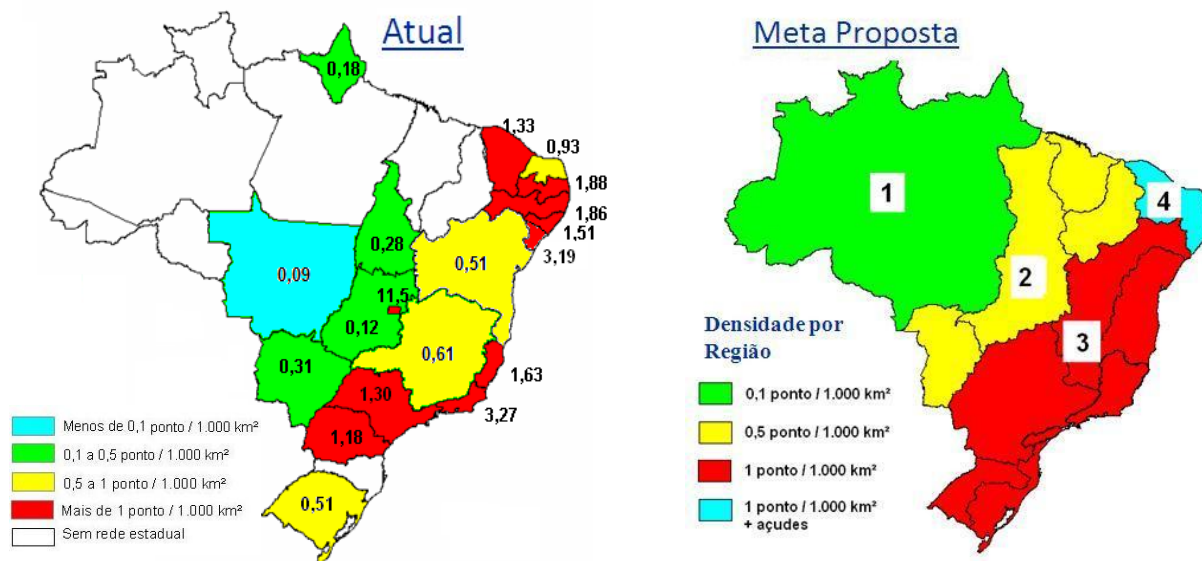 Atual
0,18
1,33
0,93
1,88
1,86
1,51
3,19
0,28
0,51
0,09
11,5
0,12
0,61
0,31
1,63
1,30
3,27
1,18
0,51
Menos de 0,1 ponto / 1.000 km²
0,1 a 0,5 ponto / 1.000 km²
0,5 a 1 ponto / 1.000 km²
Mais de 1 ponto / 1.000 km²
Sem rede estadual
Meta Proposta
1
4
2
3
Densidade por
Região
0,1 ponto / 1.000 km²
0,5 ponto / 1.000 km²
1 ponto / 1.000 km²
1 ponto / 1.000 km²
+ açudes